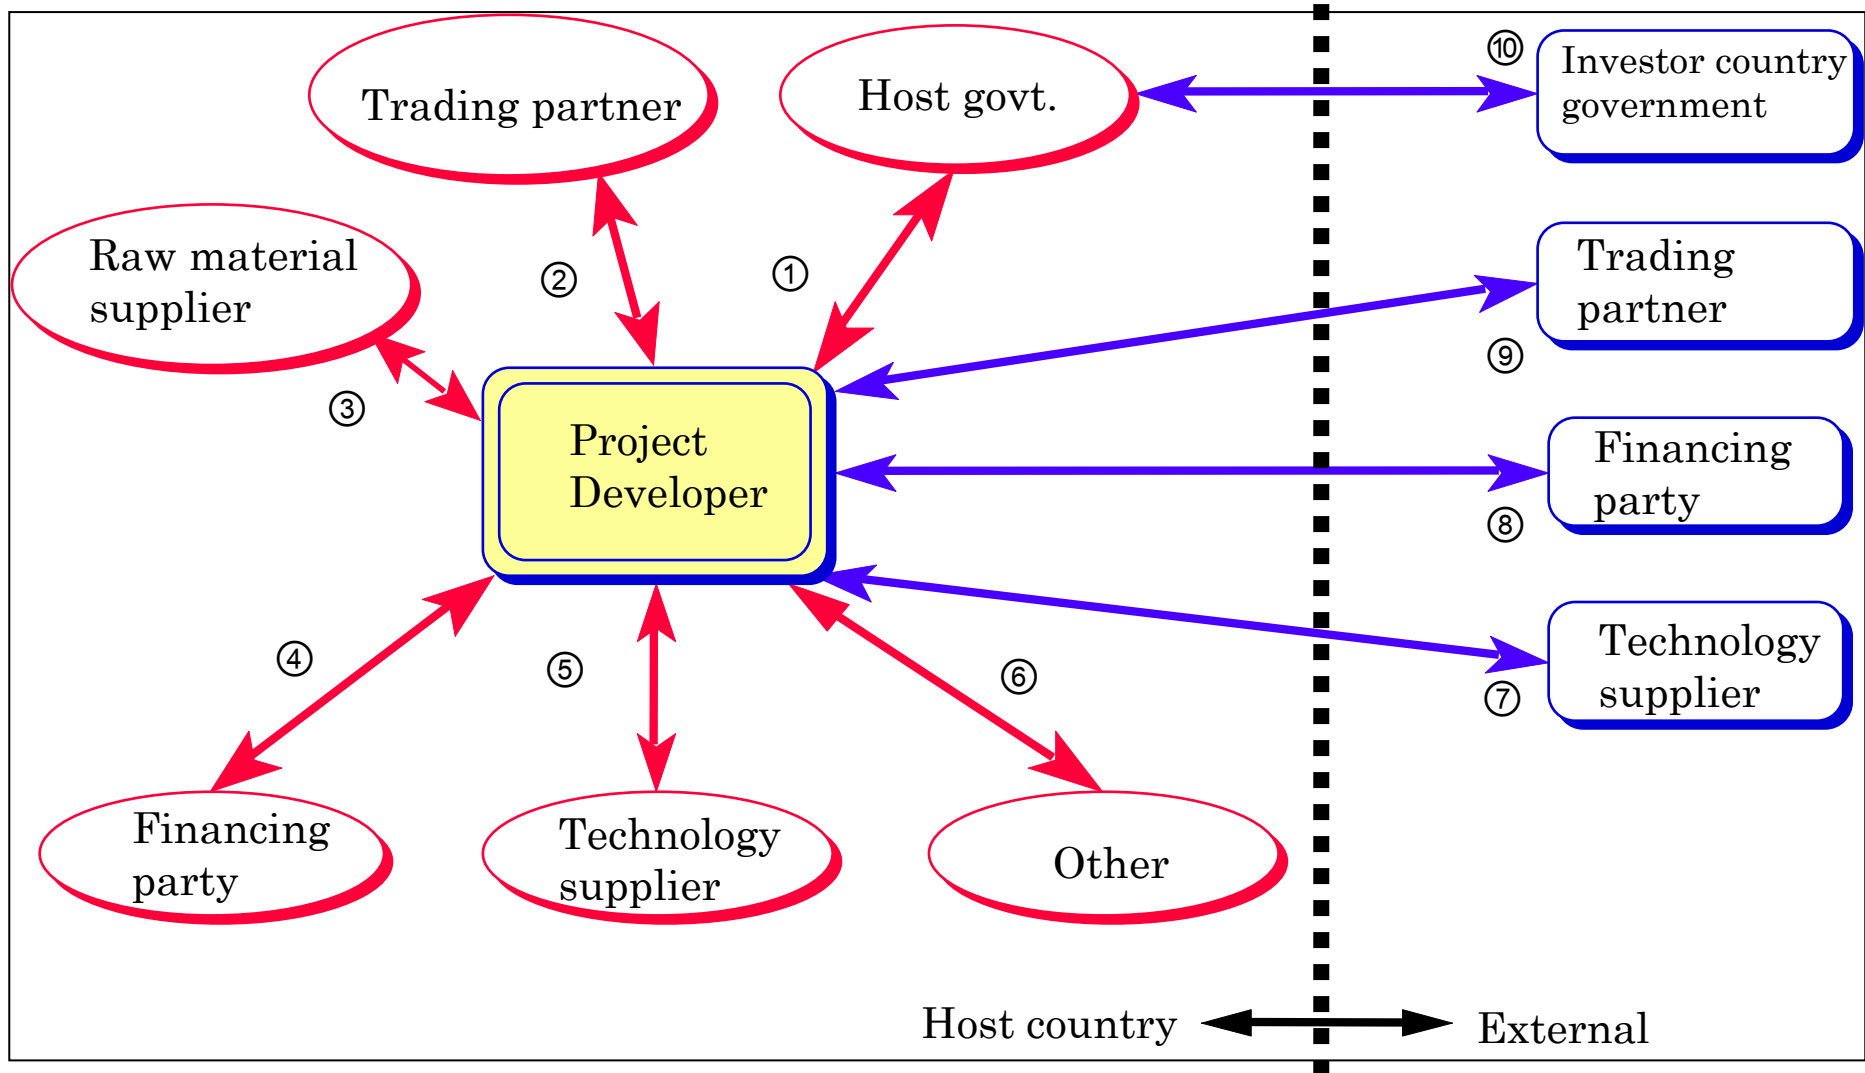 ⑩
Investor country
government
Trading partner
Host govt.
Raw material
supplier
②
①
Trading
partner
⑨
③
Project
Developer
Financing
party
⑧
④
⑤
⑥
Technology
supplier
⑦
Financing
party
Technology
supplier
Other
Host country
External